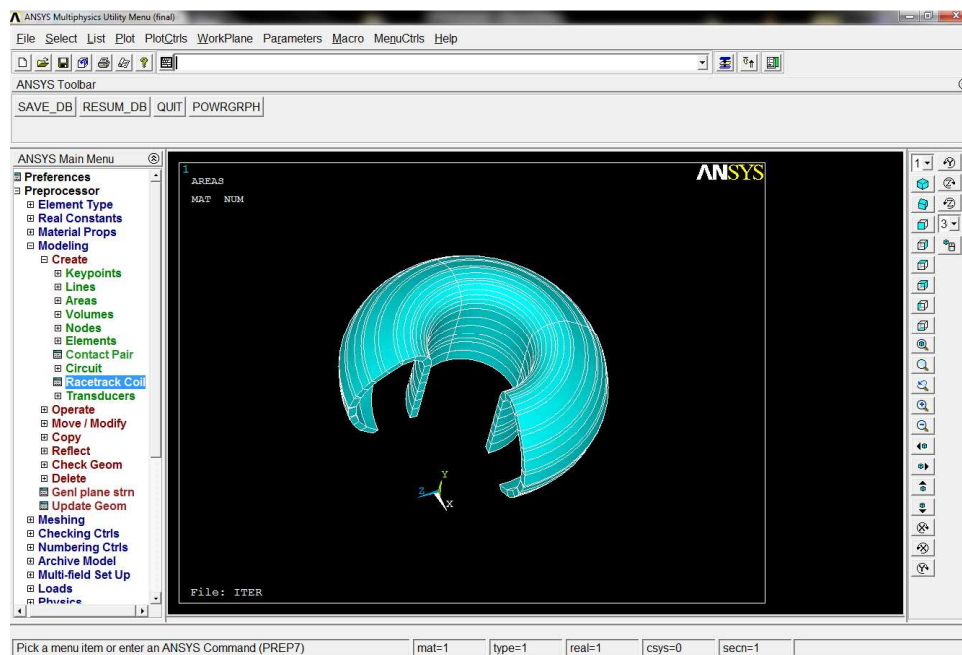 ANSYS Multiphysics Utility Menu (final)
File Select List Plot PlotCtrls WorkPlane Parameters Macro MenuCtrls Help
ANSYS Toolbar
SAVE_DB RESUM_DB QUIT POWRGRPH
ANSYS Main Menu
Preferences
Preprocessor
Element Type
Real Constants
Material Props
Modeling
Create
Keypoints
Lines
Areas
Volumes
Nodes
Elements
Contact Pair
Circuit
Racetrack Coil
Transducers
Operate
Move / Modify
Copy
Reflect
Check Geom
Delete
Genl plane strn
Update Geom
Meshing
Checking Ctrls
Numbering Ctrls
Archive Model
Multi-field Set Up
Loads
Physics
1
AREAS
MAT NUM
ANSYS
Y
Z
X
File: ITER
1
3
Pick a menu item or enter an ANSYS Command (PREP7) mat=1 type=1 real=1 csys=0 secn=1